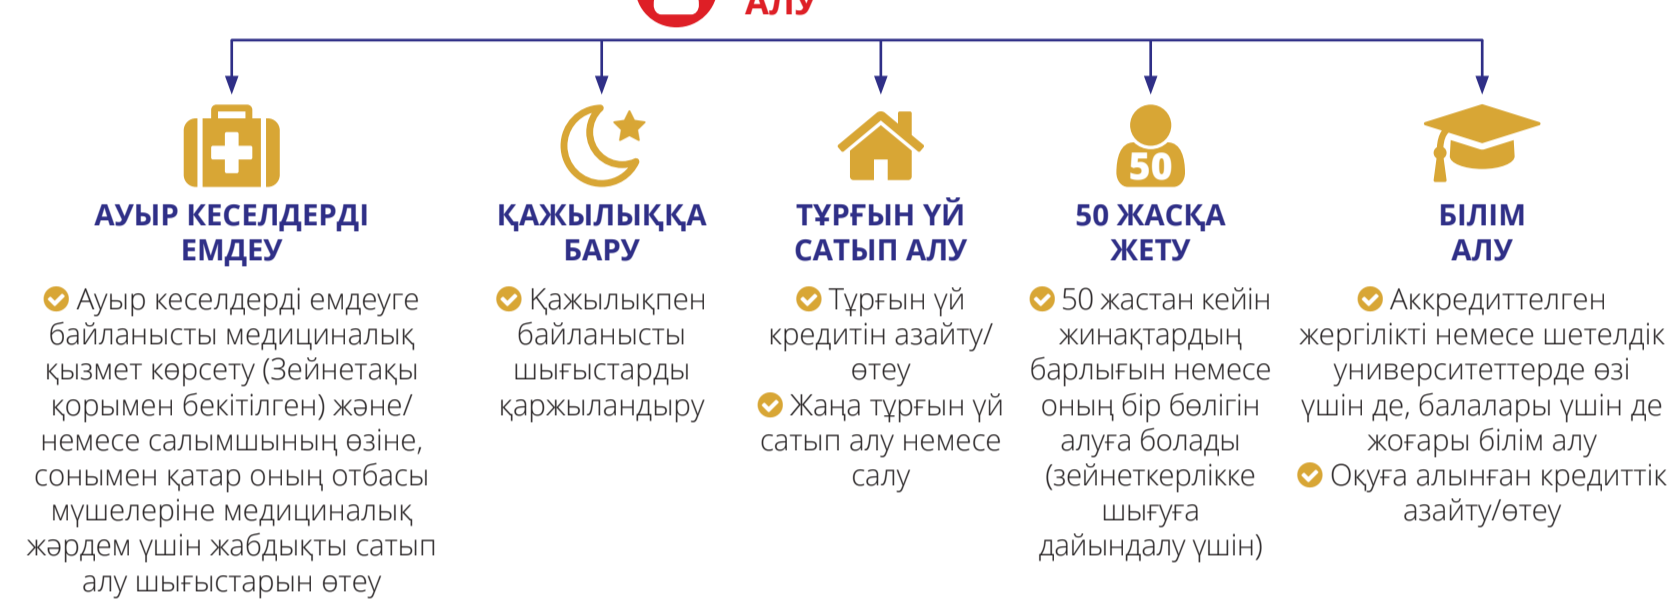 АЛУ
АУЫР КЕСЕЛДЕРДІ
ЕМДЕУ
Ауыр кеселдерді емдеуге
байланысты медициналық
қызмет көрсету (Зейнетақы
қорымен бекітілген) және/
немесе салымшының өзіне,
сонымен қатар оның отбасы
мүшелеріне медициналық
жәрдем үшін жабдықты сатып
алу шығыстарын өтеу
ҚАЖЫЛЫҚҚА
БАРУ
Қажылықпен
байланысты
шығыстарды
қаржыландыру
ТҰРҒЫН ҮЙ
САТЫП АЛУ
Тұрғын үй
кредитін азайту/
өтеу
Жаңа тұрғын үй
сатып алу немесе
салу
50
50 ЖАСҚА
ЖЕТУ
50 жастан кейін
жинақтардың
барлығын немесе
оның бір бөлігін
алуға болады
(зейнеткерлікке
шығуға
дайындалу үшін)
БІЛІМ
АЛУ
Аккредиттелген
жергілікті немесе шетелдік
университеттерде өзі
үшін де, балалары үшін де
жоғары білім алу
Оқуға алынған кредиттік
азайту/өтеу